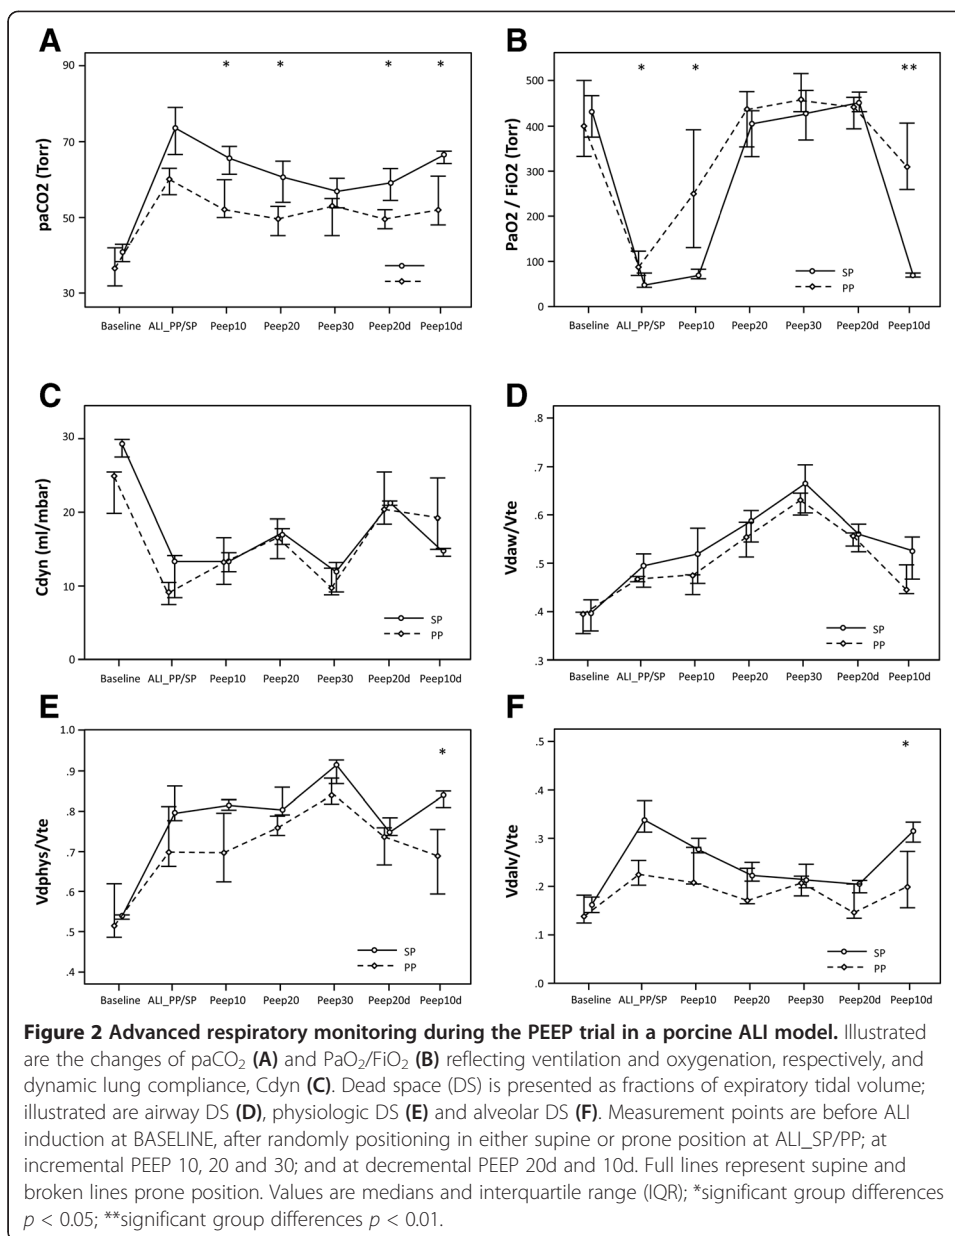 A
90
70
50
30
paCO2 (Torr)
* * * *
Baseline ALI_PP/SP Peep10 Peep20 Peep30 Peep20d Peep10d
B
500
400
300
200
100
0
PaO2 / FiO2 (Torr)
* * **
SP
PP
Baseline ALI_PP/SP Peep10 Peep20 Peep30 Peep20d Peep10d
C
30
20
10
0
Cdyn (ml/mbar)
SP
PP
Baseline ALI_PP/SP Peep10 Peep20 Peep30 Peep20d Peep10d
D
.8
.7
.6
.5
.4
.3
Vdaw/Vte
SP
PP
Baseline ALI_PP/SP Peep10 Peep20 Peep30 Peep20d Peep10d
E
1.0
.9
.8
.7
.6
.5
.4
Vdphys/Vte
*
SP
PP
Baseline ALI_PP/SP Peep10 Peep20 Peep30 Peep20d Peep10d
F
.5
.4
.3
.2
.1
.0
Vdalv/Vte
*
SP
PP
Baseline ALI_PP/SP Peep10 Peep20 Peep30 Peep20d Peep10d
Figure 2 Advanced respiratory monitoring during the PEEP trial in a porcine ALI model. Illustrated
are the changes of paCO₂ (A) and PaO₂/FiO₂ (B) reflecting ventilation and oxygenation, respectively, and
dynamic lung compliance, Cdyn (C). Dead space (DS) is presented as fractions of expiratory tidal volume;
illustrated are airway DS (D), physiologic DS (E) and alveolar DS (F). Measurement points are before ALI
induction at BASELINE, after randomly positioning in either supine or prone position at ALI_SP/PP; at
incremental PEEP 10, 20 and 30; and at decremental PEEP 20d and 10d. Full lines represent supine and
broken lines prone position. Values are medians and interquartile range (IQR); *significant group differences
p < 0.05; **significant group differences p < 0.01.